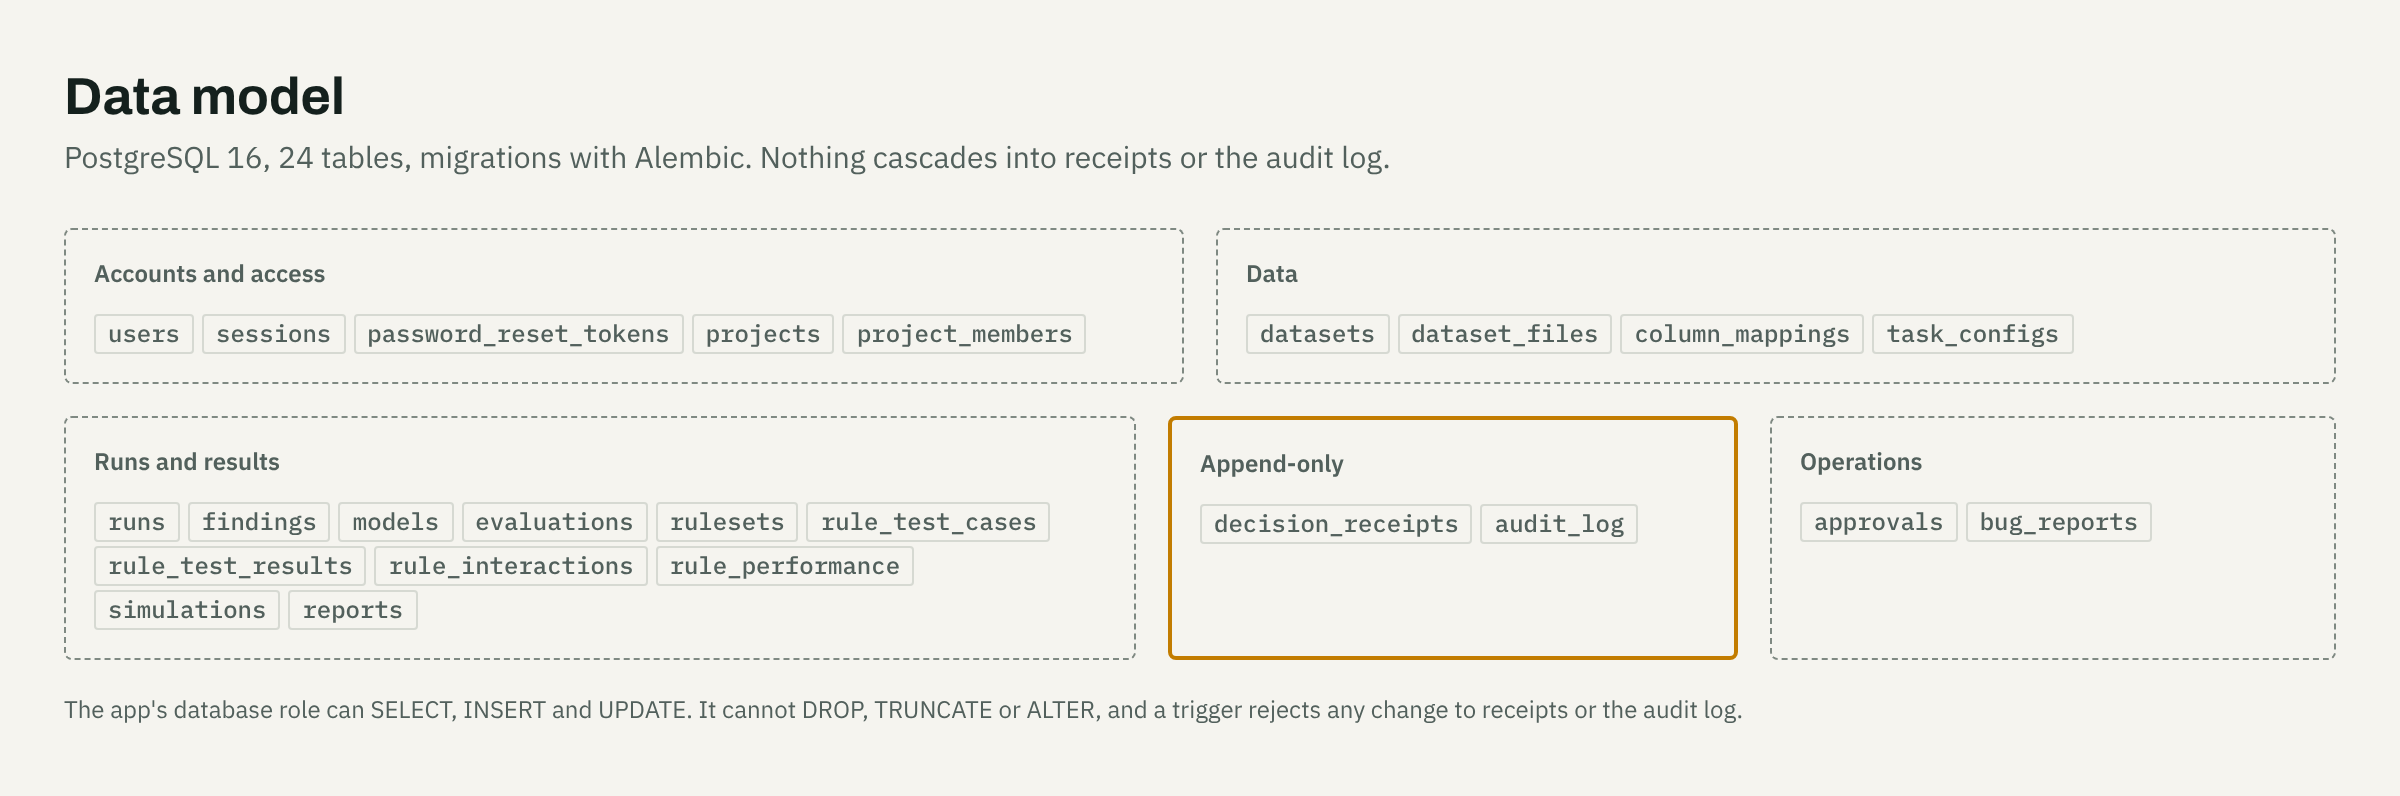 Data model
PostgreSQL 16, 24 tables, migrations with Alembic. Nothing cascades into receipts or the audit log.
Accounts and access
users sessions password_reset_tokens projects project_members
Data
datasets dataset_files column_mappings task_configs
Runs and results
runs findings models evaluations rulesets rule_test_cases
rule_test_results rule_interactions rule_performance
simulations reports
Append-only
decision_receipts audit_log
Operations
approvals bug_reports
The app's database role can SELECT, INSERT and UPDATE. It cannot DROP, TRUNCATE or ALTER, and a trigger rejects any change to receipts or the audit log.